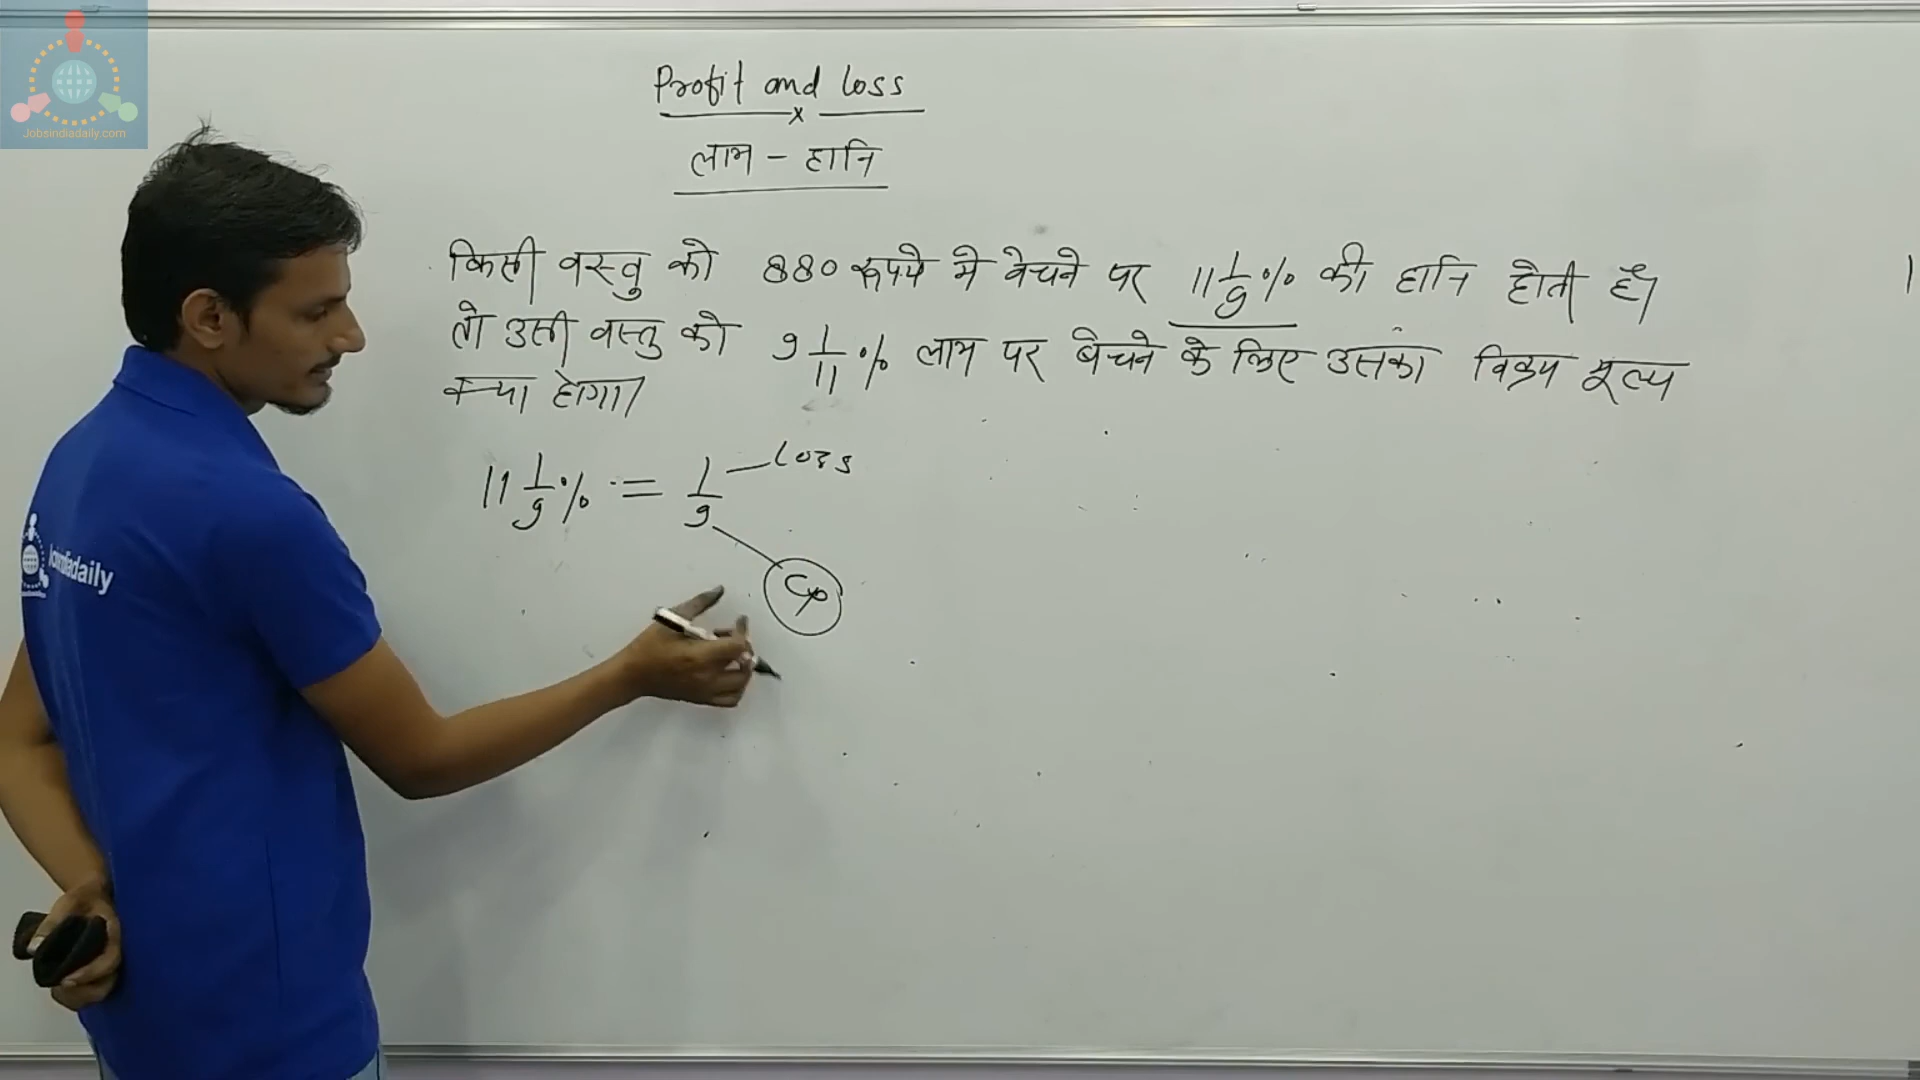 Jobsindiadaily.com
Profit and loss
लाभ - हानि
किसी वस्तु को 880 रूपये में बेचने पर 11 1/9 % की हानि होती है।
तो उसी वस्तु को 9 1/11 % लाभ पर बेचने के लिए उसका विक्रय मूल्य
क्या होगा।
11 1/9 % = 1/9 — Loss
CP